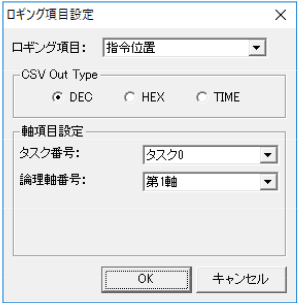 ロギング項目設定
ロギング項目: 指令位置
CSV Out Type
DEC HEX TIME
軸項目設定
タスク番号: タスク0
論理軸番号: 第1軸
OK キャンセル